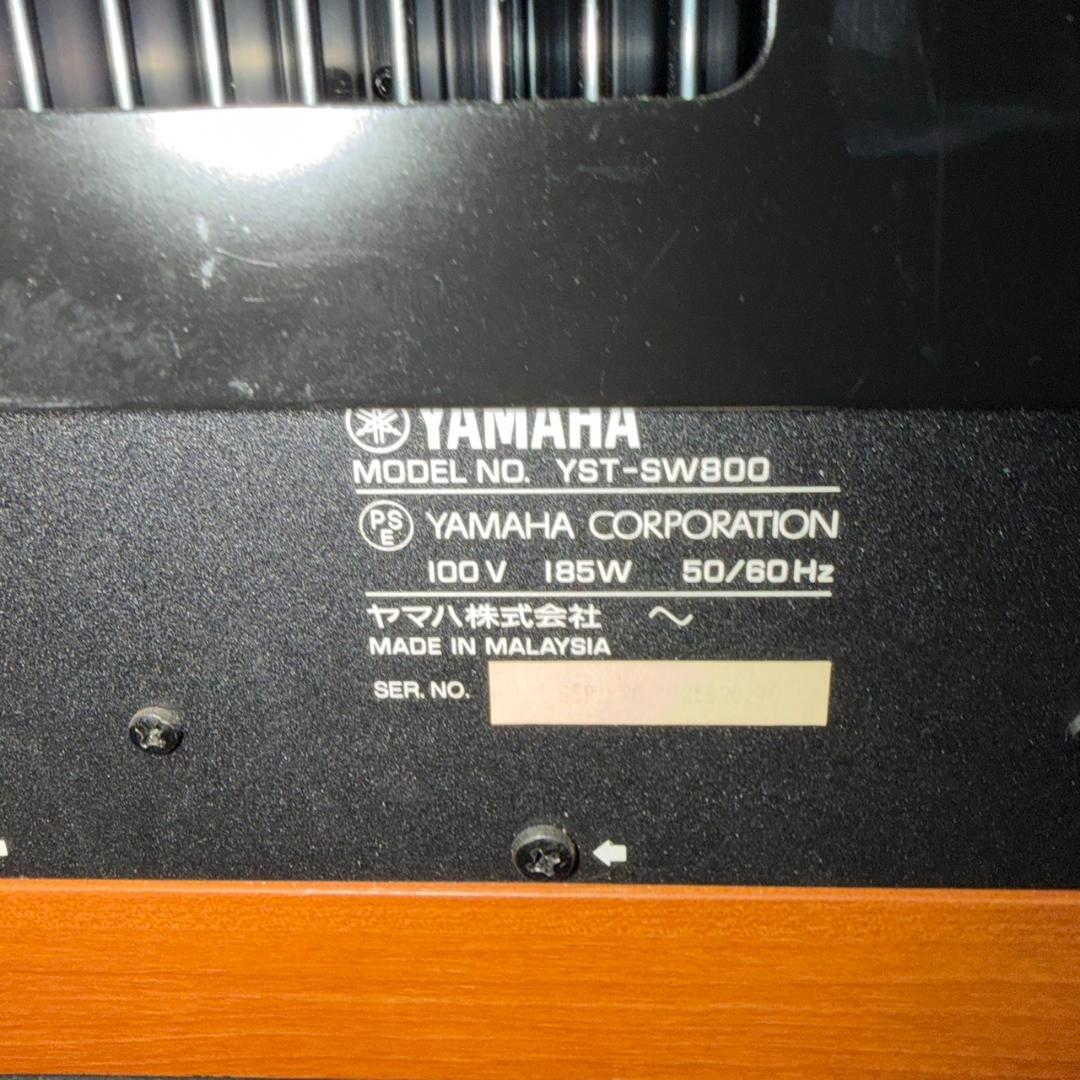 YAMAHA
MODEL NO. YST-SW800
PSE YAMAHA CORPORATION
100V 185W 50/60Hz
ヤマハ株式会社 ～
MADE IN MALAYSIA
SER. NO.